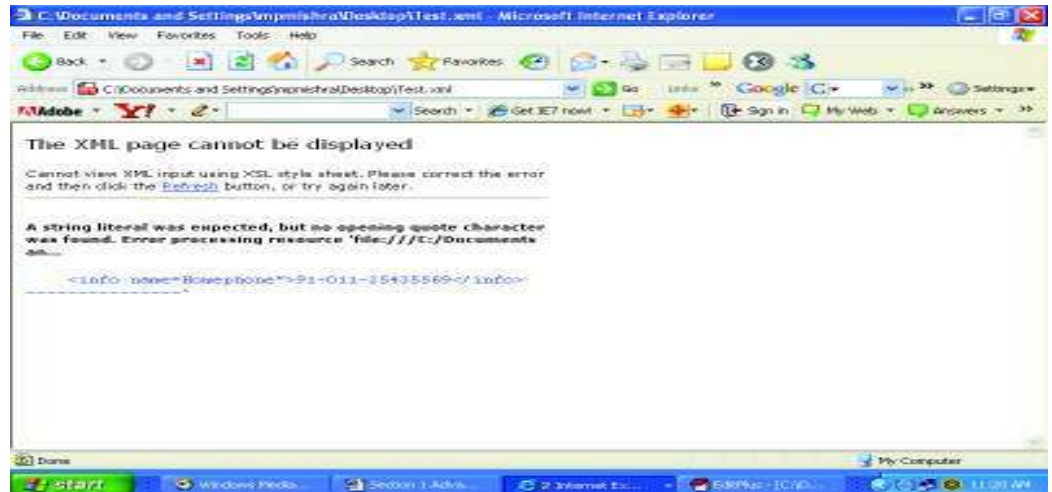 C:\Documents and Settings\mpmishra\Desktop\Test.xml - Microsoft Internet Explorer
File Edit View Favorites Tools Help
Back Search Favorites
Address C:\Documents and Settings\mpmishra\Desktop\Test.xml Go Links » Google G Settings
Adobe Y! Search Get IE7 now! Sign in My Web Answers »
The XML page cannot be displayed
Cannot view XML input using XSL style sheet. Please correct the error
and then click the Refresh button, or try again later.
A string literal was expected, but no opening quote character
was found. Error processing resource 'file:///C:/Documents
an...
<info name=Homephone">91-011-25435569</info>
Done My Computer
start Windows Media... Section 1 Adva... 2 Internet Ex... EditPlus - [C:\D... AM